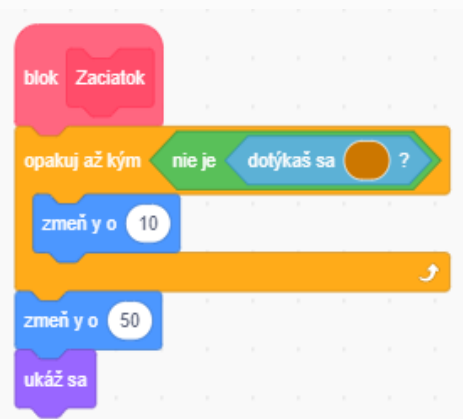 blok Zaciatok
opakuj až kým nie je dotýkaš sa ?
zmeň y o 10
zmeň y o 50
ukáž sa